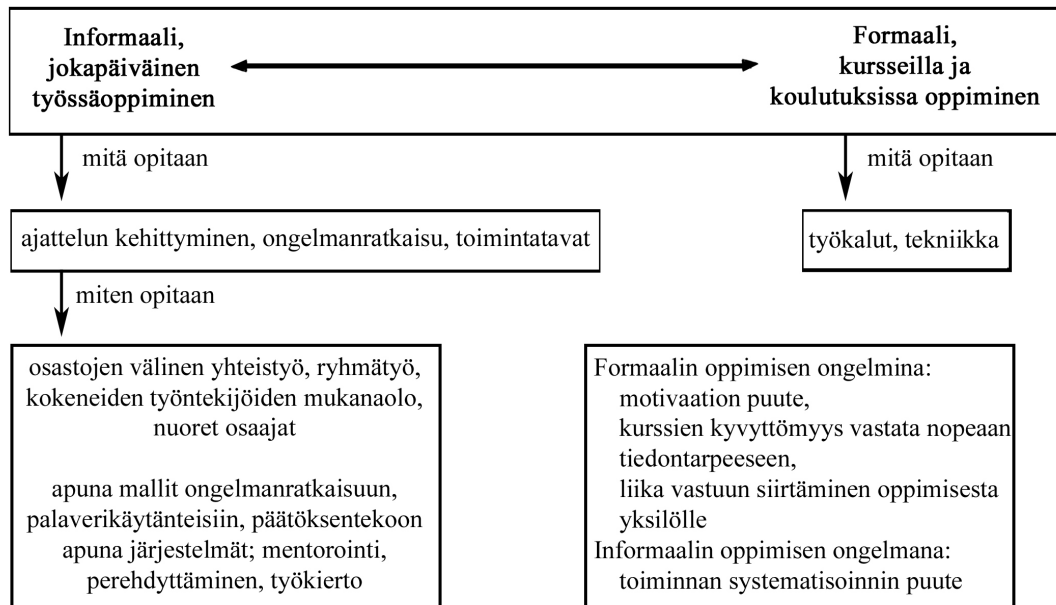 Informaali,
jokapäiväinen
työssäoppiminen
Formaali,
kursseilla ja
koulutuksissa oppiminen
mitä opitaan
mitä opitaan
ajattelun kehittyminen, ongelmanratkaisu, toimintatavat
työkalut, tekniikka
miten opitaan
osastojen välinen yhteistyö, ryhmätyö,
kokeneiden työntekijöiden mukanaolo,
nuoret osaajat
apuna mallit ongelmanratkaisuun,
palaverikäytänteisiin, päätöksentekoon
apuna järjestelmät; mentorointi,
perehdyttäminen, työkierto
Formaalin oppimisen ongelmina:
motivaation puute,
kurssien kyvyttömyys vastata nopeaan
tiedontarpeeseen,
liika vastuun siirtäminen oppimisesta
yksilölle
Informaalin oppimisen ongelmana:
toiminnan systematisoinnin puute